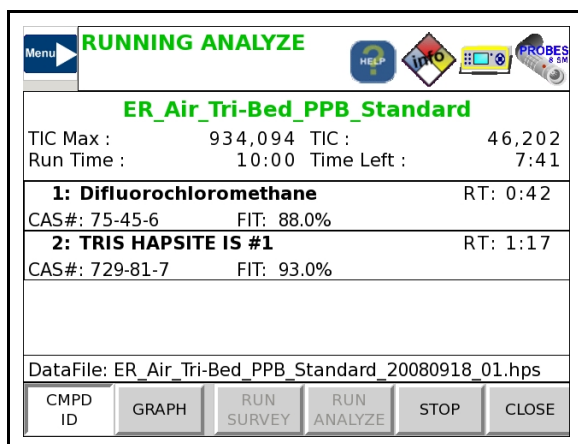 Menu
RUNNING ANALYZE
HELP
info
PROBES
& SM
ER_Air_Tri-Bed_PPB_Standard
TIC Max : 934,094 TIC : 46,202
Run Time : 10:00 Time Left : 7:41
1: Difluorochloromethane RT: 0:42
CAS#: 75-45-6 FIT: 88.0%
2: TRIS HAPSITE IS #1 RT: 1:17
CAS#: 729-81-7 FIT: 93.0%
DataFile: ER_Air_Tri-Bed_PPB_Standard_20080918_01.hps
CMPD ID
GRAPH
RUN SURVEY
RUN ANALYZE
STOP
CLOSE